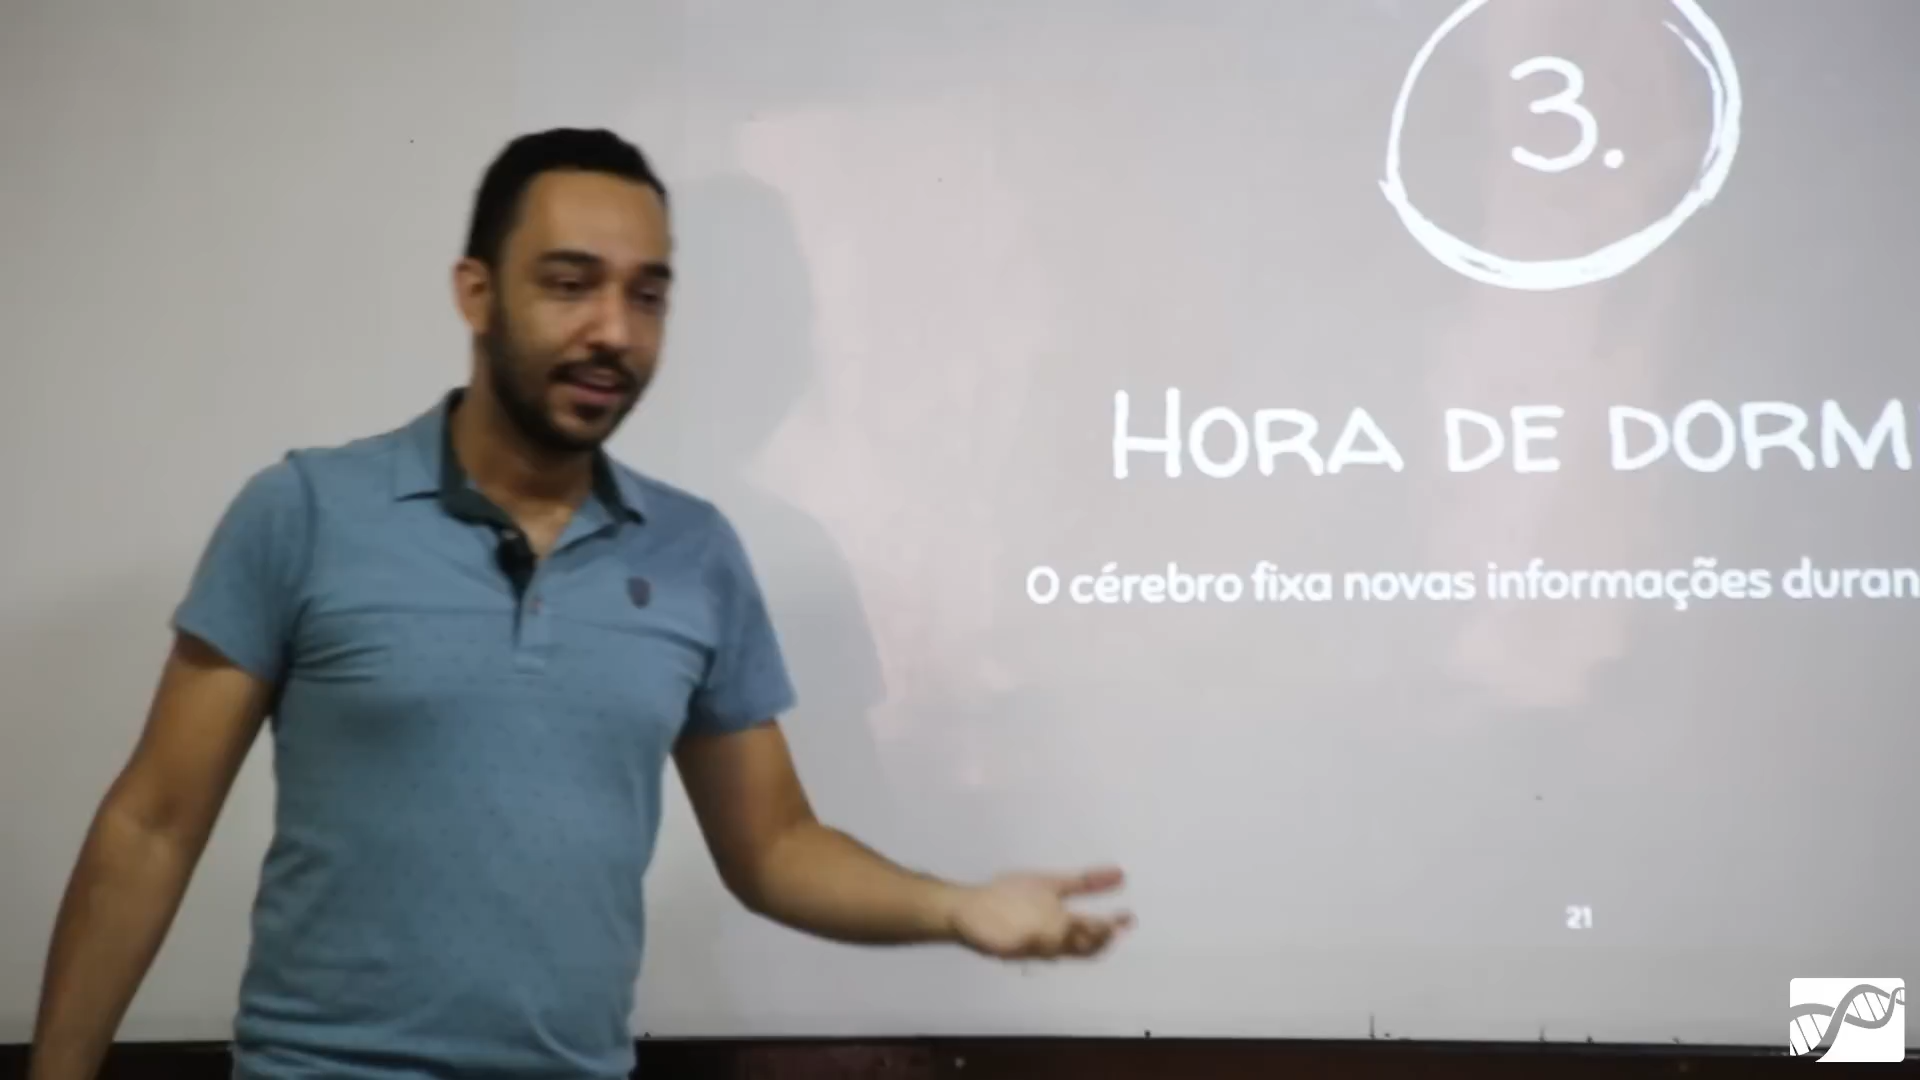 3.
HORA DE DORM
O cérebro fixa novas informações duran
21